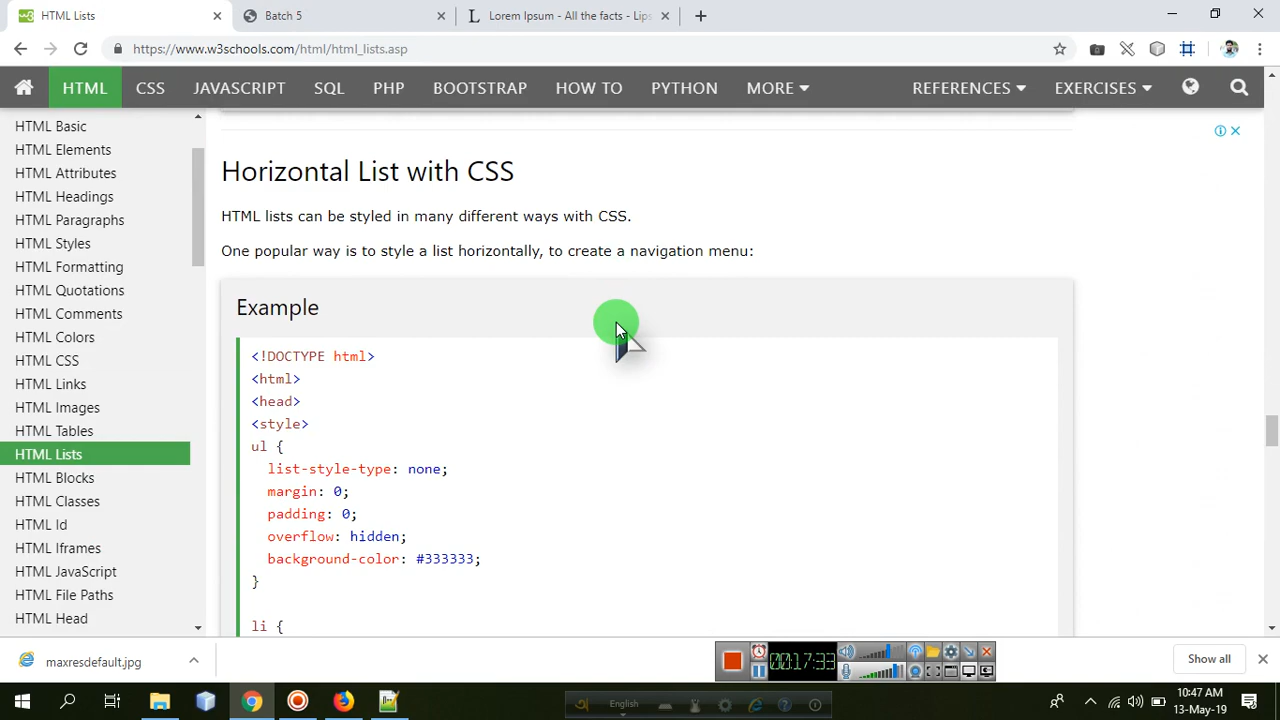 HTML Lists
Batch 5
Lorem Ipsum - All the facts - Lips
https://www.w3schools.com/html/html_lists.asp
HTML
CSS
JAVASCRIPT
SQL
PHP
BOOTSTRAP
HOW TO
PYTHON
MORE
REFERENCES
EXERCISES
HTML Basic
HTML Elements
HTML Attributes
HTML Headings
HTML Paragraphs
HTML Styles
HTML Formatting
HTML Quotations
HTML Comments
HTML Colors
HTML CSS
HTML Links
HTML Images
HTML Tables
HTML Lists
HTML Blocks
HTML Classes
HTML Id
HTML Iframes
HTML JavaScript
HTML File Paths
HTML Head
Horizontal List with CSS
HTML lists can be styled in many different ways with CSS.
One popular way is to style a list horizontally, to create a navigation menu:
Example
<!DOCTYPE html>
<html>
<head>
<style>
ul {
list-style-type: none;
margin: 0;
padding: 0;
overflow: hidden;
background-color: #333333;
}
li {
maxresdefault.jpg
00:17:33
Show all
English
10:47 AM
13-May-19